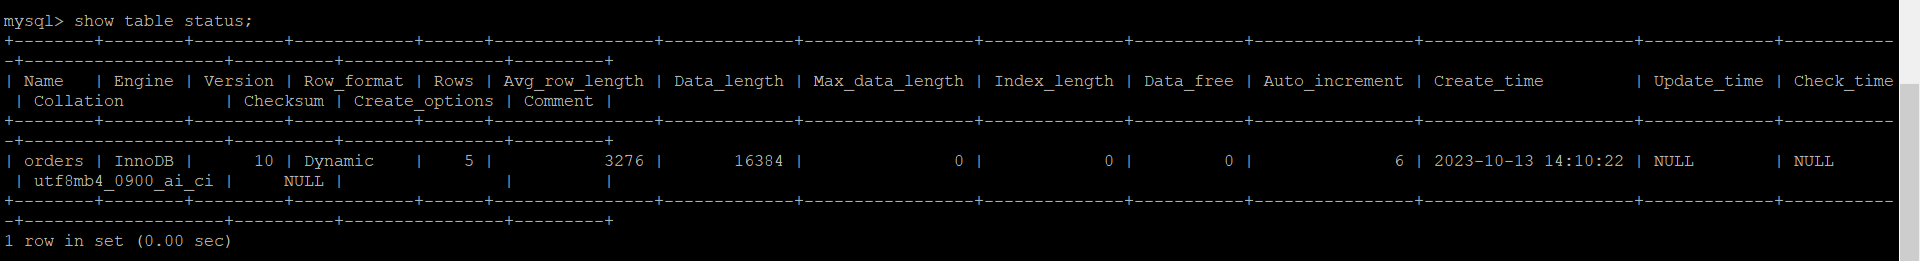 mysql> show table status;
+--------+--------+---------+------------+------+----------------+-------------+-----------------+--------------+-----------+----------------+---------------------+-------------+-----------
-+--------------------+----------+----------------+---------+
| Name   | Engine | Version | Row_format | Rows | Avg_row_length | Data_length | Max_data_length | Index_length | Data_free | Auto_increment | Create_time         | Update_time | Check_time
 | Collation          | Checksum | Create_options | Comment |
+--------+--------+---------+------------+------+----------------+-------------+-----------------+--------------+-----------+----------------+---------------------+-------------+-----------
-+--------------------+----------+----------------+---------+
| orders | InnoDB |      10 | Dynamic    |    5 |           3276 |       16384 |               0 |            0 |         0 |              6 | 2023-10-13 14:10:22 | NULL        | NULL
 | utf8mb4_0900_ai_ci |     NULL |                |         |
+--------+--------+---------+------------+------+----------------+-------------+-----------------+--------------+-----------+----------------+---------------------+-------------+-----------
-+--------------------+----------+----------------+---------+
1 row in set (0.00 sec)